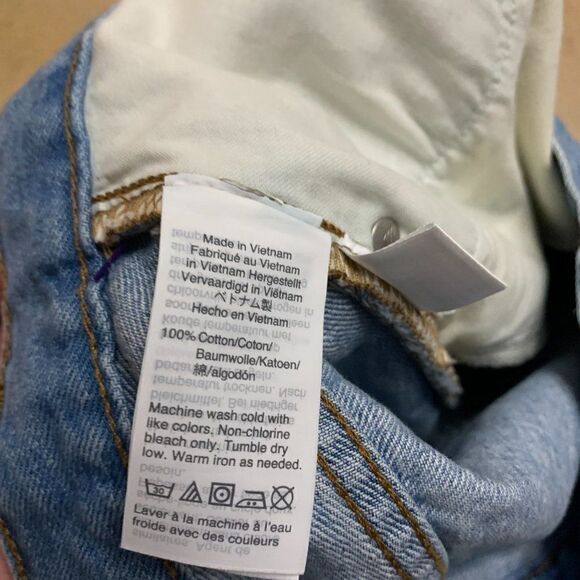 Made in Vietnam
Fabriqué au Vietnam
in Vietnam Hergestellt
Vervaardigd in Vietnam
ベトナム製
Hecho en Vietnam
100% Cotton/Coton/
Baumwolle/Katoen/
綿/algodón
Machine wash cold with
like colors. Non-chlorine
bleach only. Tumble dry
low. Warm iron as needed.
30
Laver à la machine à l'eau
froide avec des couleurs